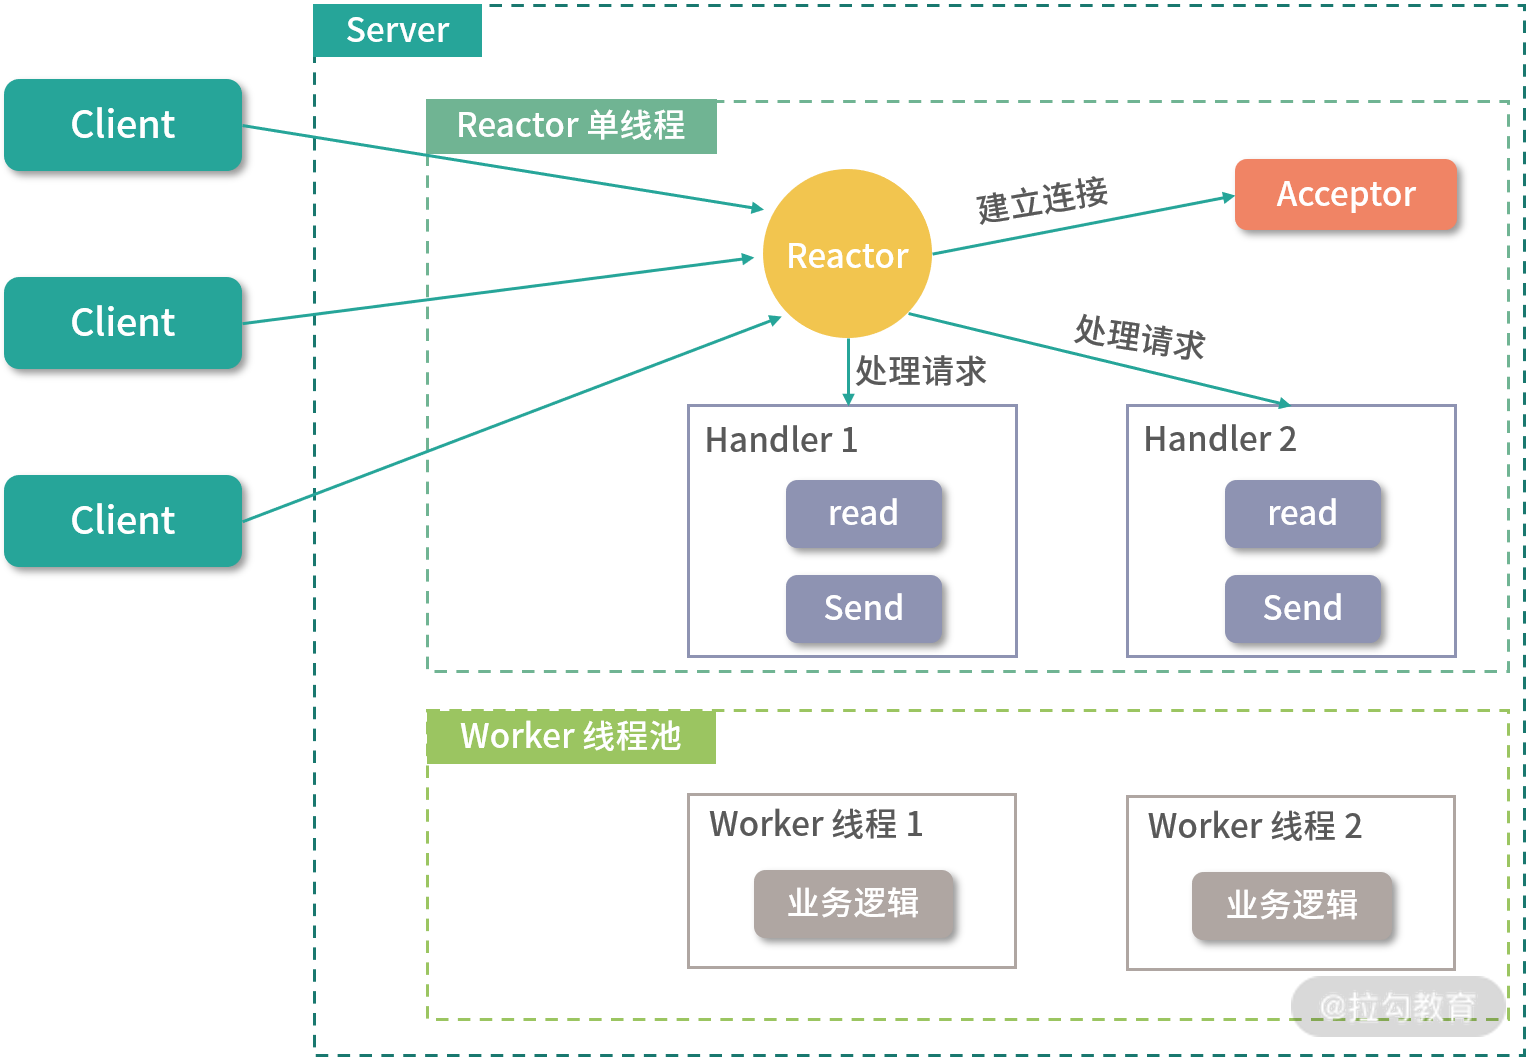 Server
Client
Reactor 单线程
建立连接
Acceptor
Reactor
Client
处理请求
处理请求
Handler 1
Handler 2
read
read
Client
Send
Send
Worker 线程池
Worker 线程 1
Worker 线程 2
业务逻辑
业务逻辑
@拉勾教育